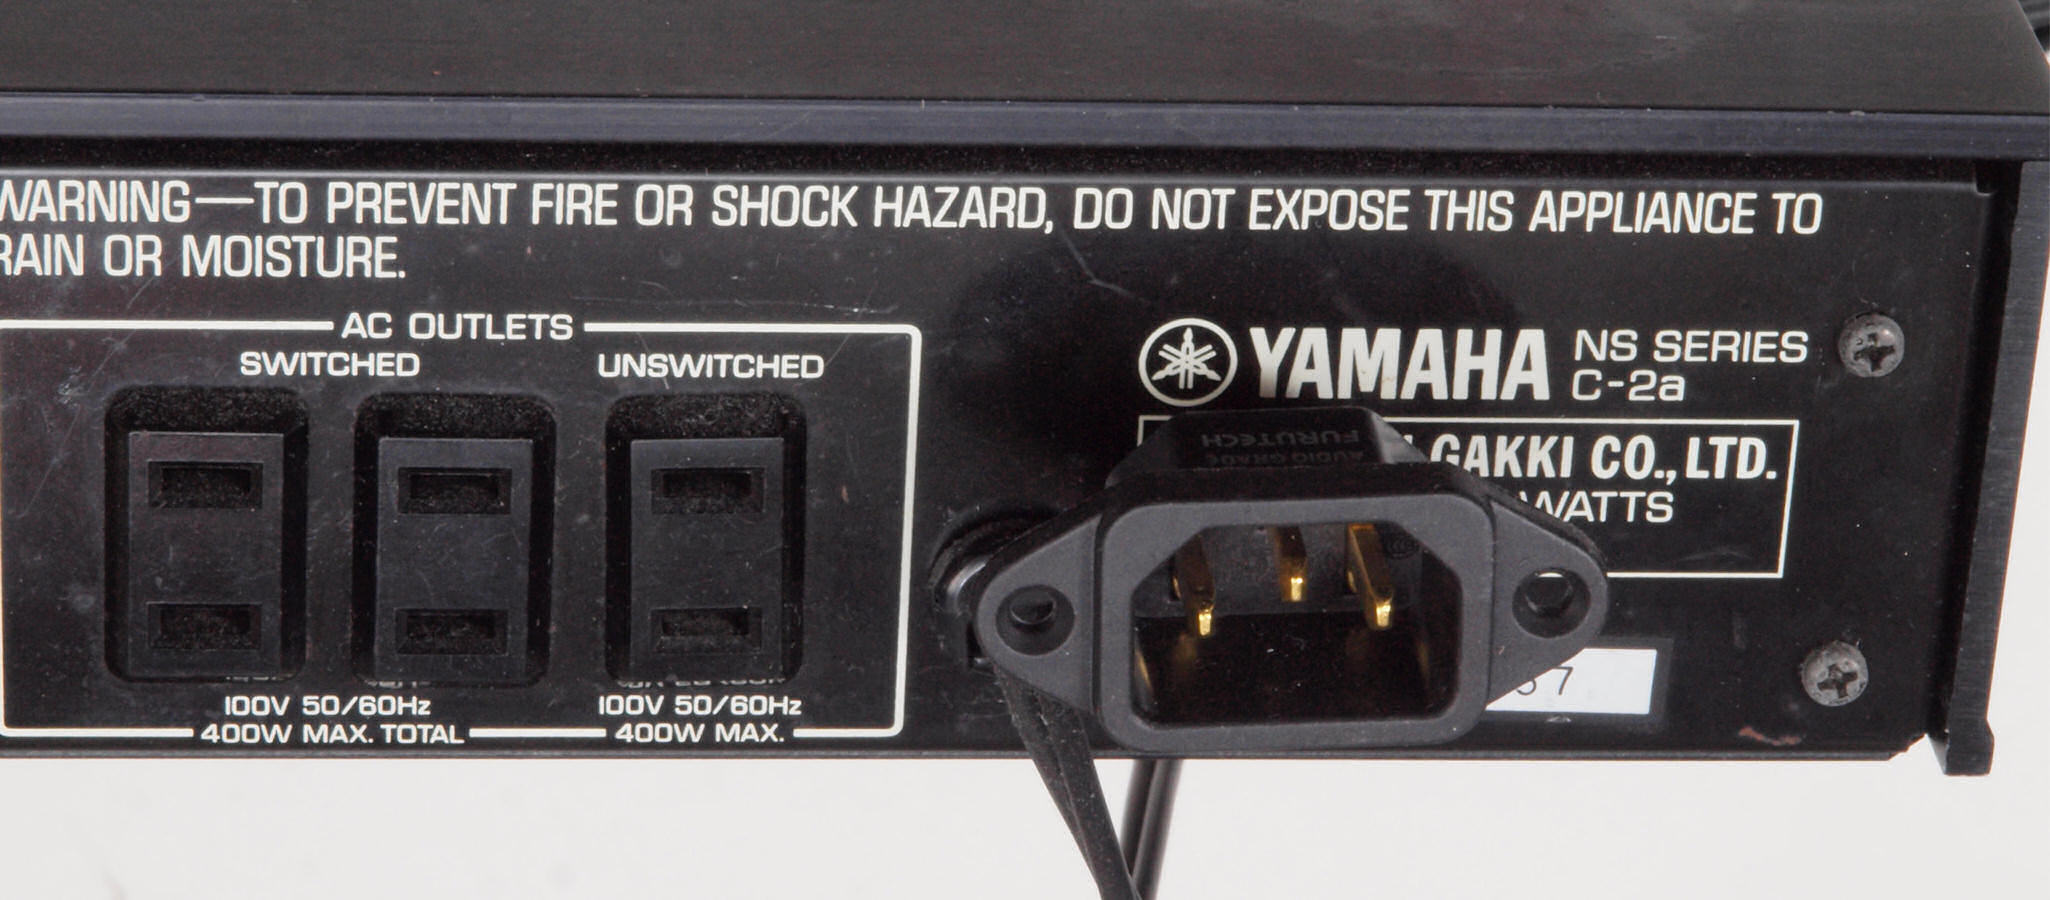 WARNING—TO PREVENT FIRE OR SHOCK HAZARD, DO NOT EXPOSE THIS APPLIANCE TO
RAIN OR MOISTURE.
AC OUTLETS
SWITCHED
UNSWITCHED
100V 50/60Hz
400W MAX. TOTAL
100V 50/60Hz
400W MAX.
YAMAHA
NS SERIES
C-2a
GAKKI CO., LTD.
WATTS
FURUTECH
AUDIO GRADE
7